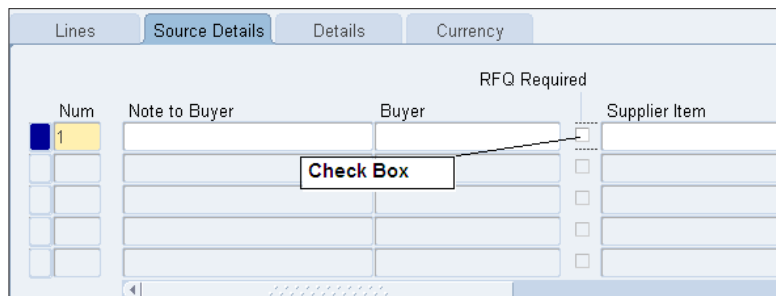 Lines Source Details Details Currency
RFQ Required
Num Note to Buyer Buyer Supplier Item
1
Check Box